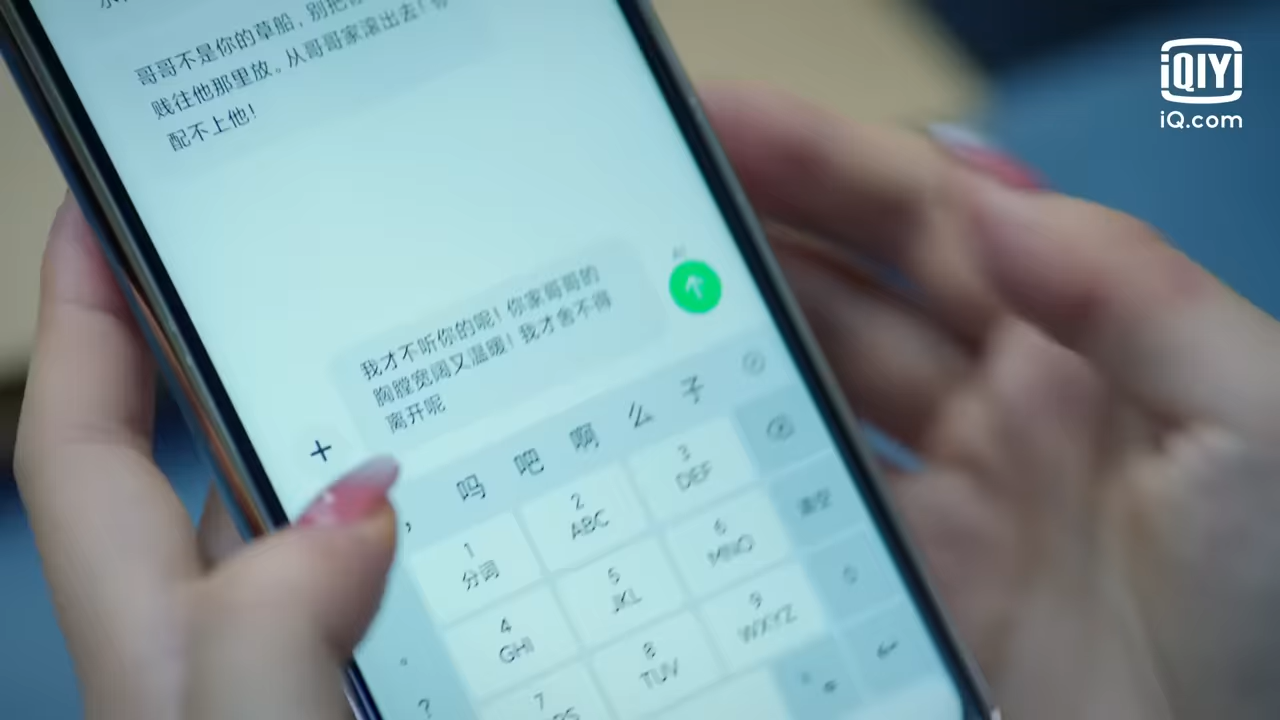 iQIYI
iQ.com
哥哥不是你的草船，别把
贱往他那里放。从哥哥家滚出去！你
配不上他！
我才不听你的呢！你家哥哥的
胸膛宽阔又温暖！我才舍不得
离开呢
+
， 吗 吧 啊 么 子
1
分词
2
ABC
3
DEF
4
GHI
5
JKL
6
MNO
清空
7
8
TUV
9
WXYZ
0
。
？